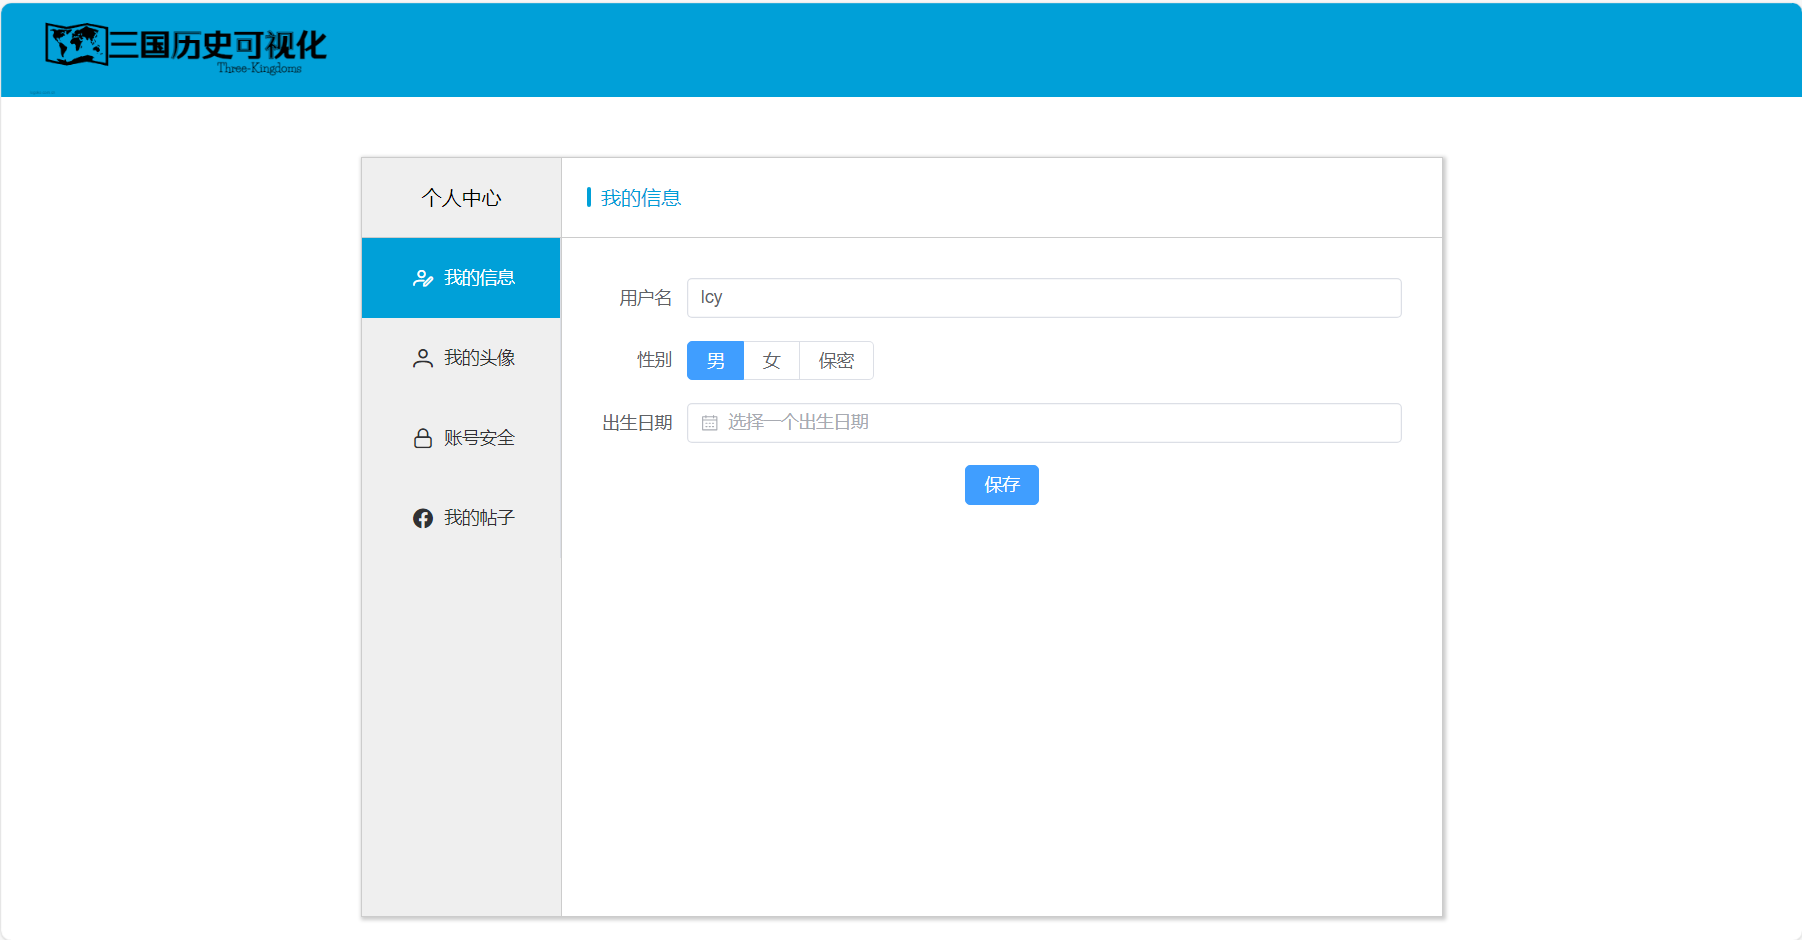 三国历史可视化
Three-Kingdoms
个人中心
我的信息
我的头像
账号安全
我的帖子
我的信息
用户名 lcy
性别 男 女 保密
出生日期 选择一个出生日期
保存